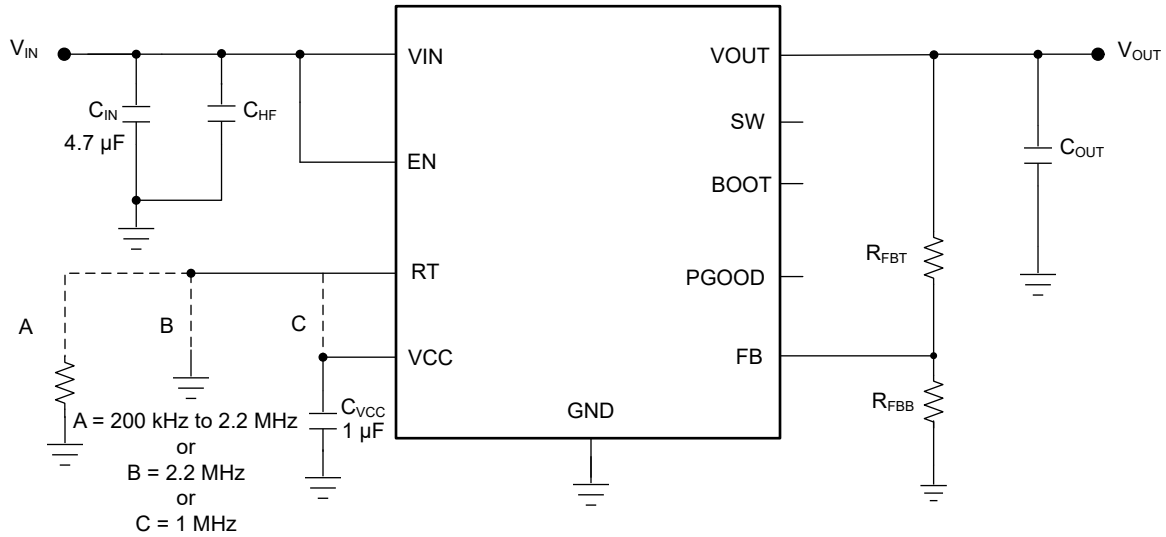 V_IN
VIN
VOUT
V_OUT
C_IN
4.7 µF
C_HF
SW
C_OUT
EN
BOOT
RT
PGOOD
R_FBT
A
B
C
VCC
FB
C_VCC
1 µF
GND
R_FBB
A = 200 kHz to 2.2 MHz
or
B = 2.2 MHz
or
C = 1 MHz